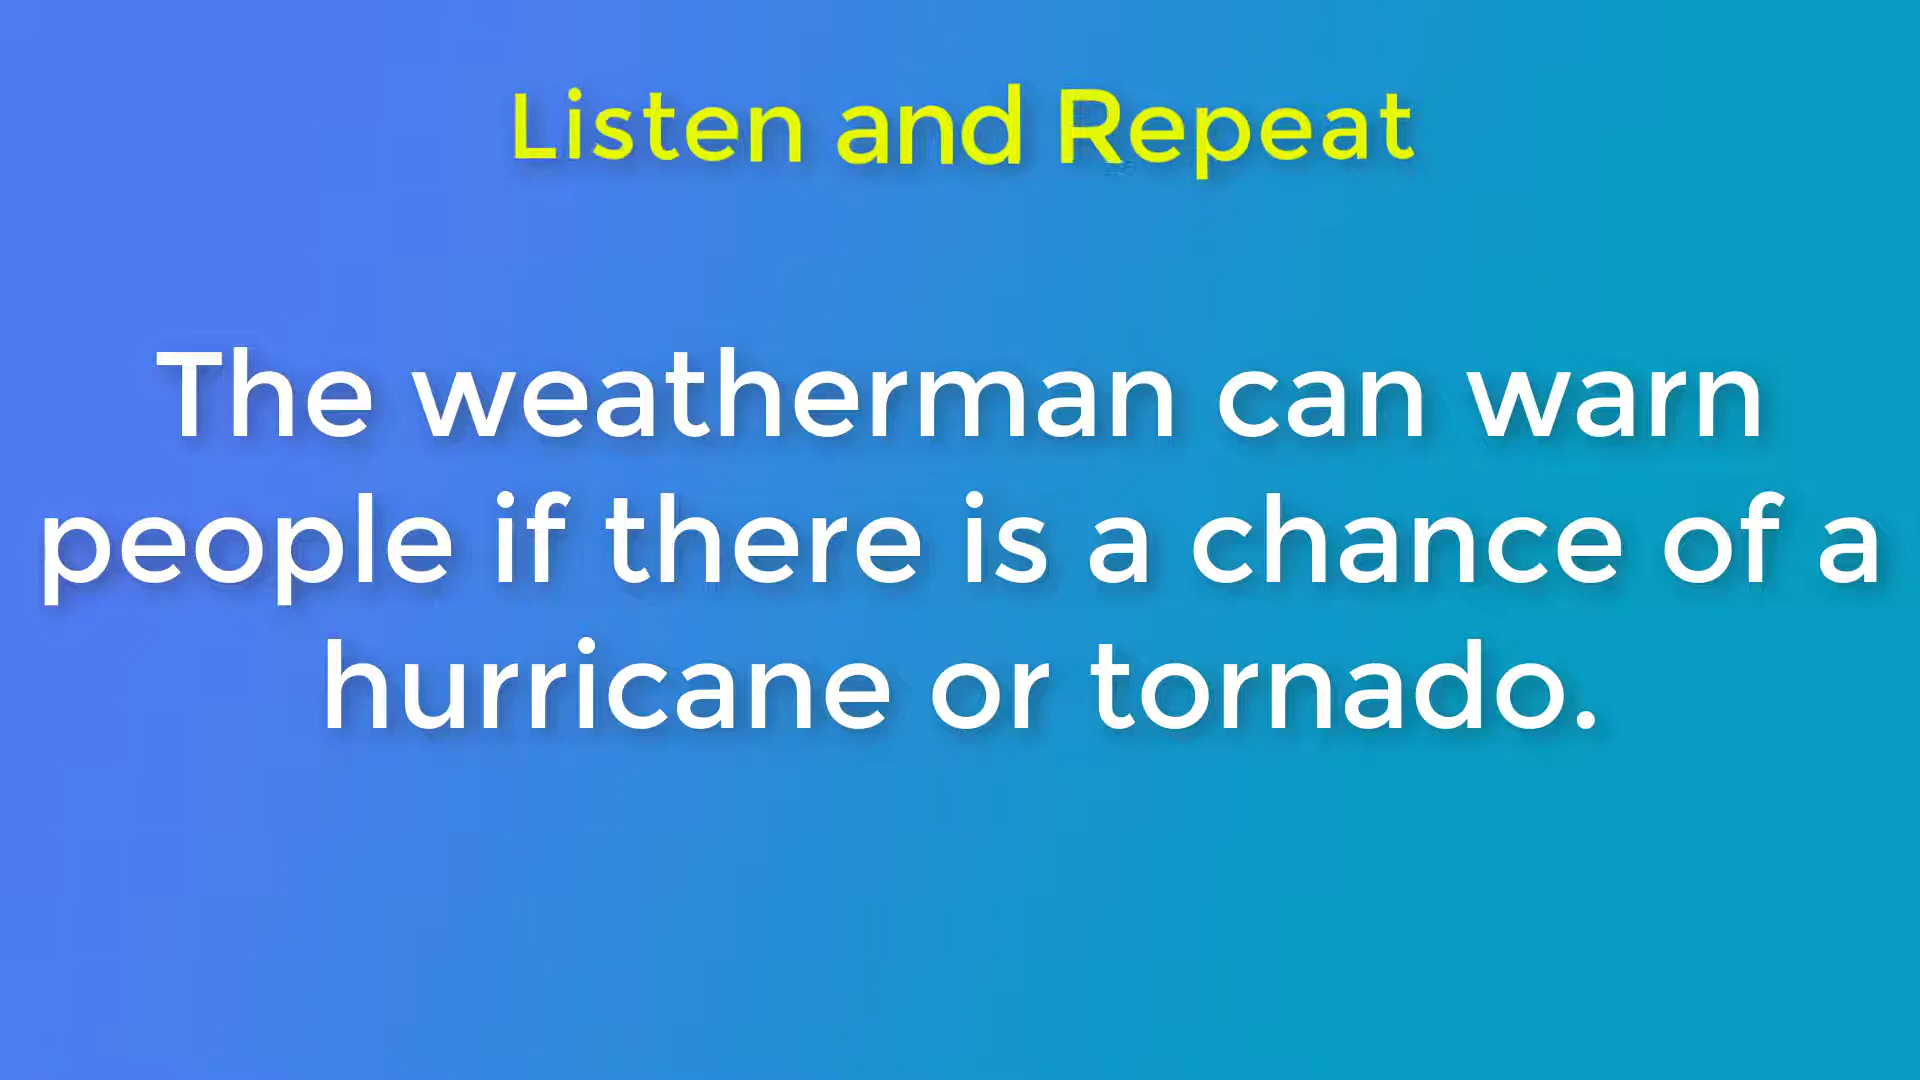 Listen and Repeat
The weatherman can warn
people if there is a chance of a
hurricane or tornado.